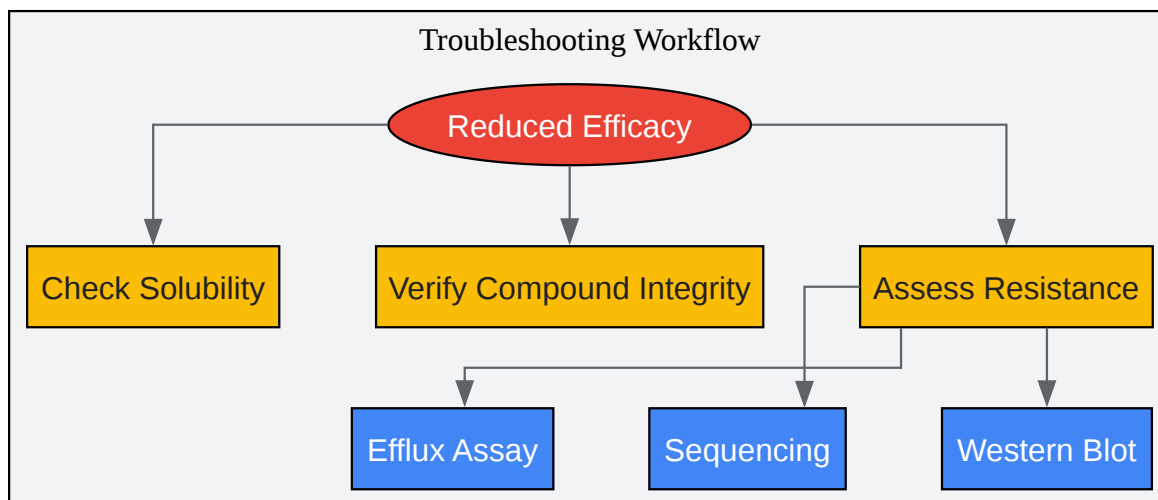 Troubleshooting Workflow
Reduced Efficacy
Check Solubility
Verify Compound Integrity
Assess Resistance
Efflux Assay
Sequencing
Western Blot